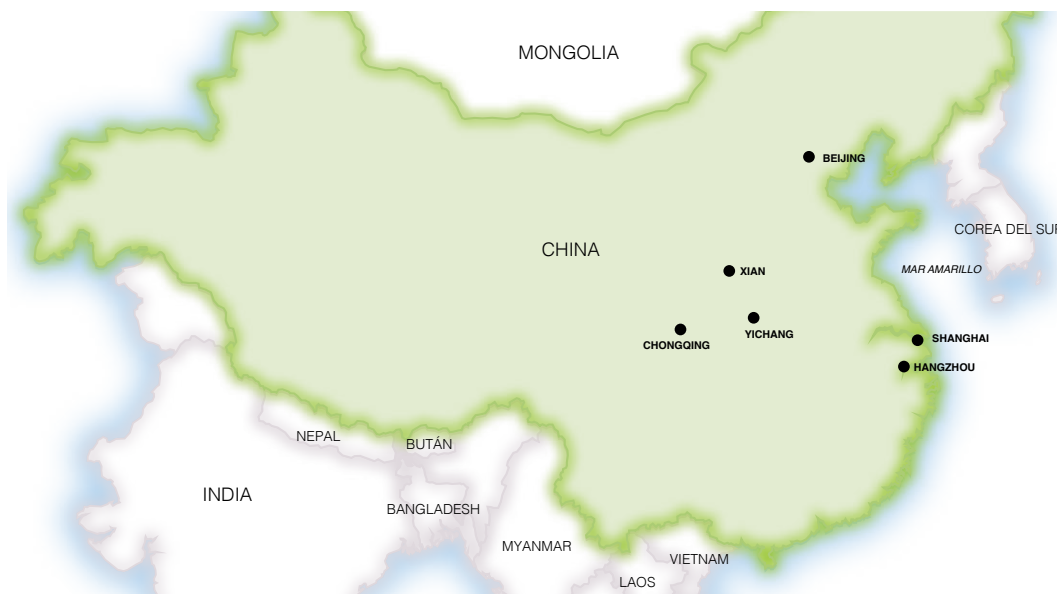 MONGOLIA
BEIJING
COREA DEL SUR
CHINA
MAR AMARILLO
XIAN
YICHANG
CHONGQING
SHANGHAI
HANGZHOU
NEPAL
BUTÁN
INDIA
BANGLADESH
MYANMAR
VIETNAM
LAOS